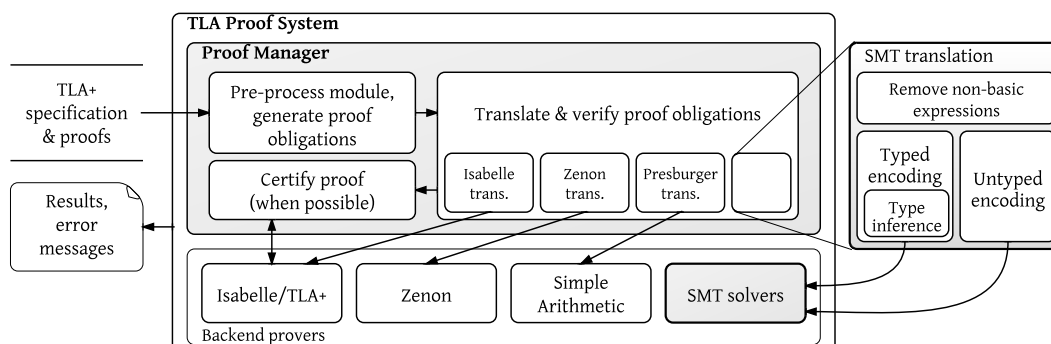 TLA Proof System
Proof Manager
TLA+
specification
& proofs
Pre-process module,
generate proof
obligations
Translate & verify proof obligations
Isabelle
trans.
Zenon
trans.
Presburger
trans.
Certify proof
(when possible)
Results,
error
messages
SMT translation
Remove non-basic
expressions
Typed
encoding
Type
inference
Untyped
encoding
Isabelle/TLA+
Zenon
Simple
Arithmetic
SMT solvers
Backend provers